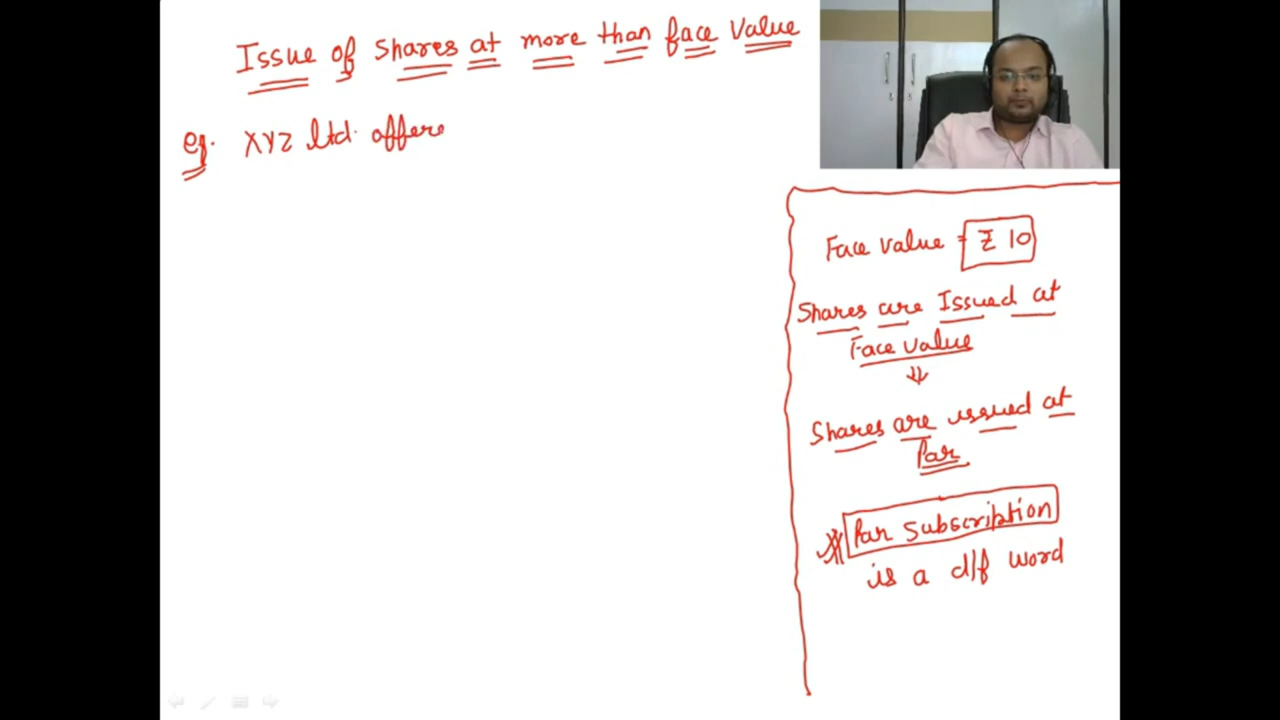 Issue of shares at more than face value
eg. XYZ ltd. offere
Face value = ₹ 10
Shares are Issued at
Face value
⇓
Shares are issued at
Par
Par subscription
is a d/f word